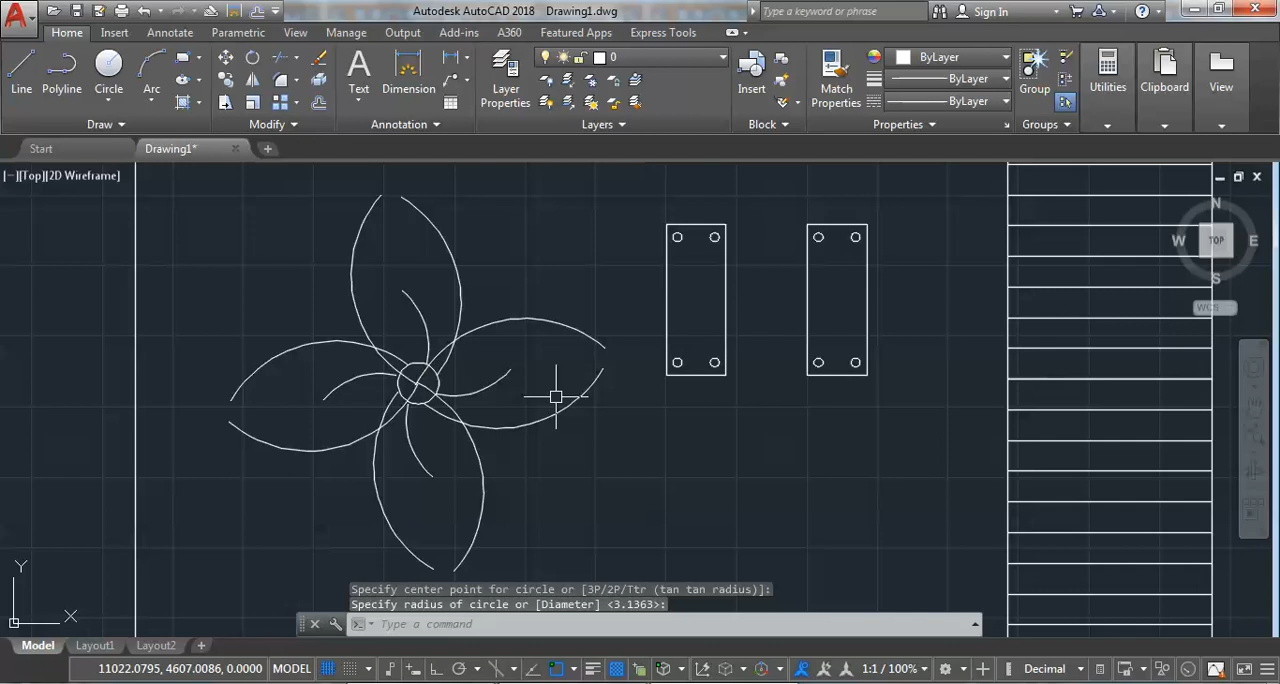 Autodesk AutoCAD 2018 Drawing1.dwg
Type a keyword or phrase
Sign In
Home Insert Annotate Parametric View Manage Output Add-ins A360 Featured Apps Express Tools
Line Polyline Circle Arc
Text Dimension
Layer Properties
0
Insert
Match Properties
ByLayer
ByLayer
ByLayer
Group
Utilities
Clipboard
View
Draw Modify Annotation Layers Block Properties Groups
Start Drawing1*
[−][Top][2D Wireframe]
N
W TOP E
S
WCS
Y
X
Specify center point for circle or [3P/2P/Ttr (tan tan radius)]:
Specify radius of circle or [Diameter] <3.1363>:
Type a command
Model Layout1 Layout2 +
11022.0795, 4607.0086, 0.0000 MODEL 1:1 / 100% Decimal